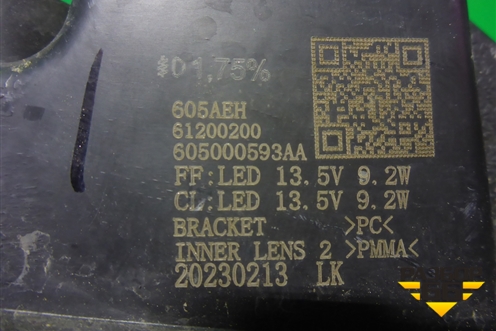 01,75%
605AEH
61200200
605000593AA
FF:LED 13.5V 9.2W
CL:LED 13.5V 9.2W
BRACKET >PC<
INNER LENS 2 >PMMA<
20230213 LK